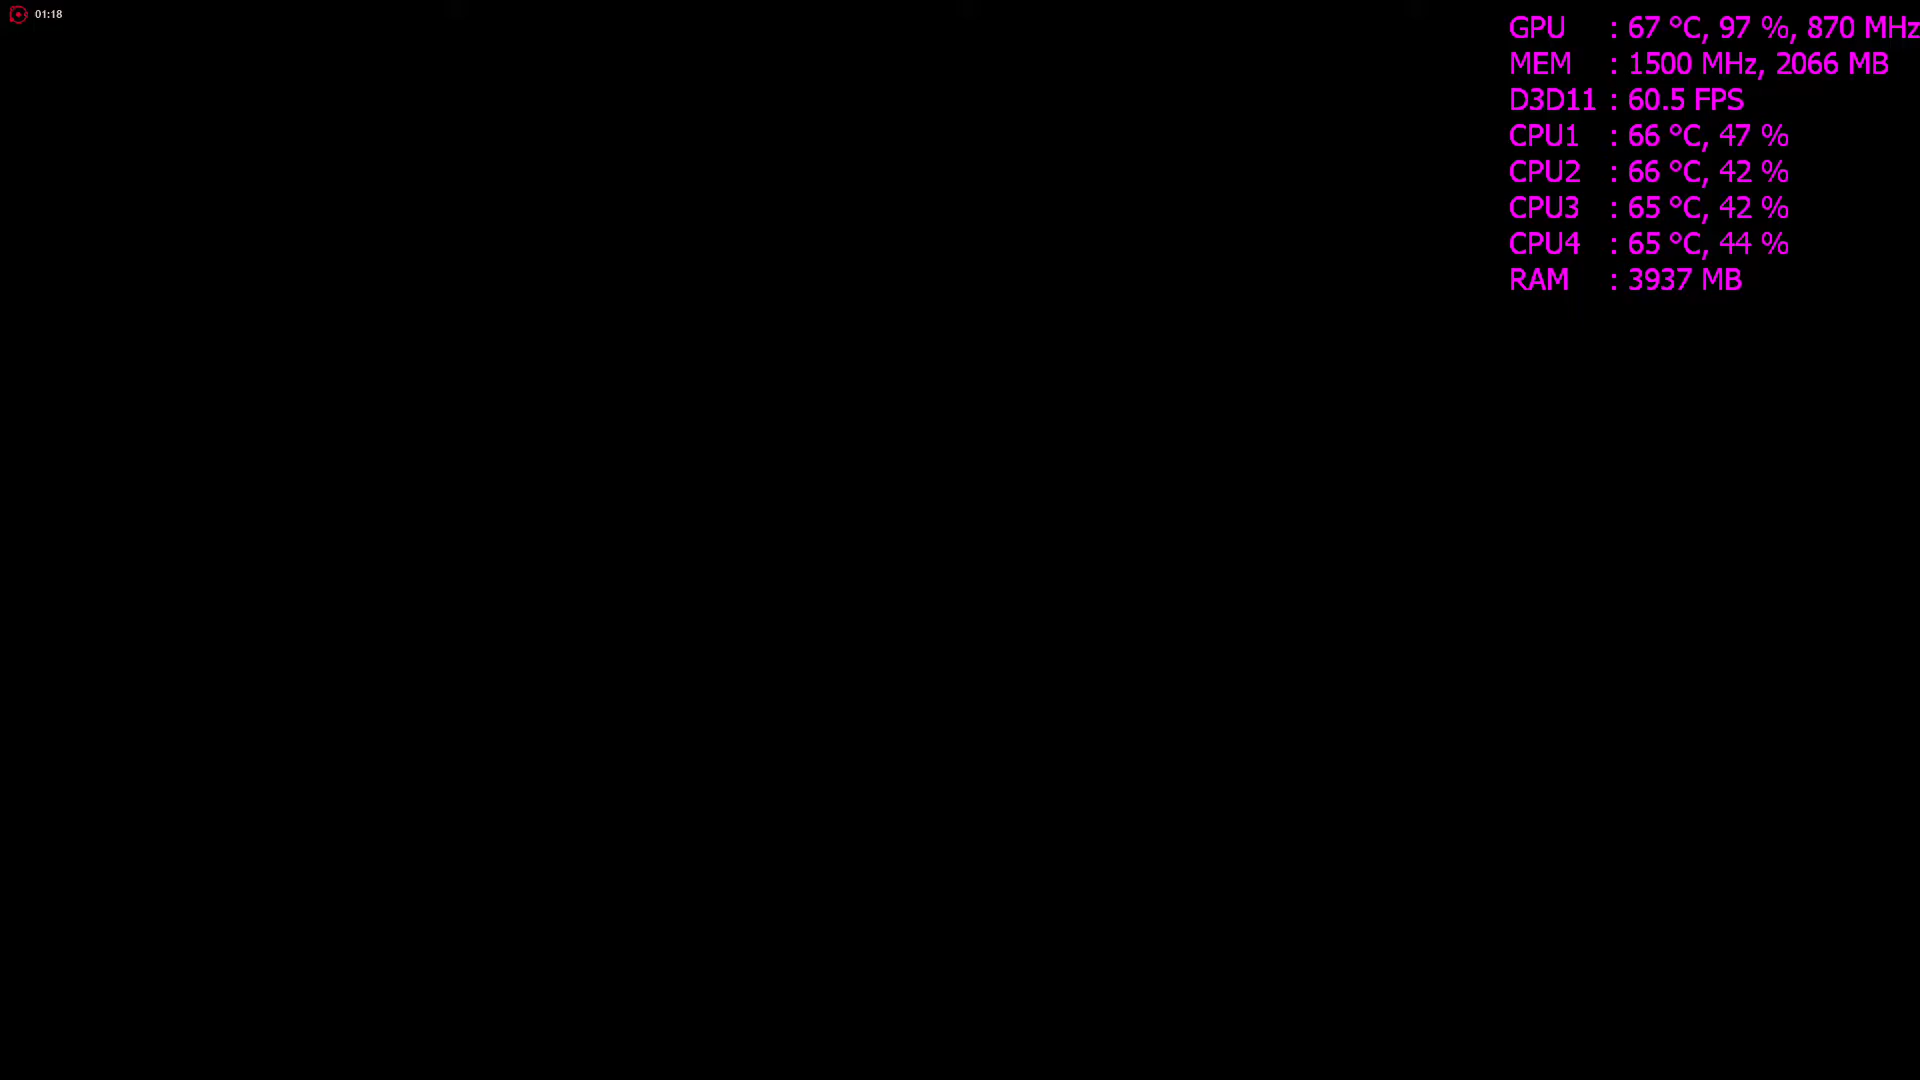 01:18
GPU : 67 °C, 97 %, 870 MHz
MEM : 1500 MHz, 2066 MB
D3D11 : 60.5 FPS
CPU1 : 66 °C, 47 %
CPU2 : 66 °C, 42 %
CPU3 : 65 °C, 42 %
CPU4 : 65 °C, 44 %
RAM : 3937 MB